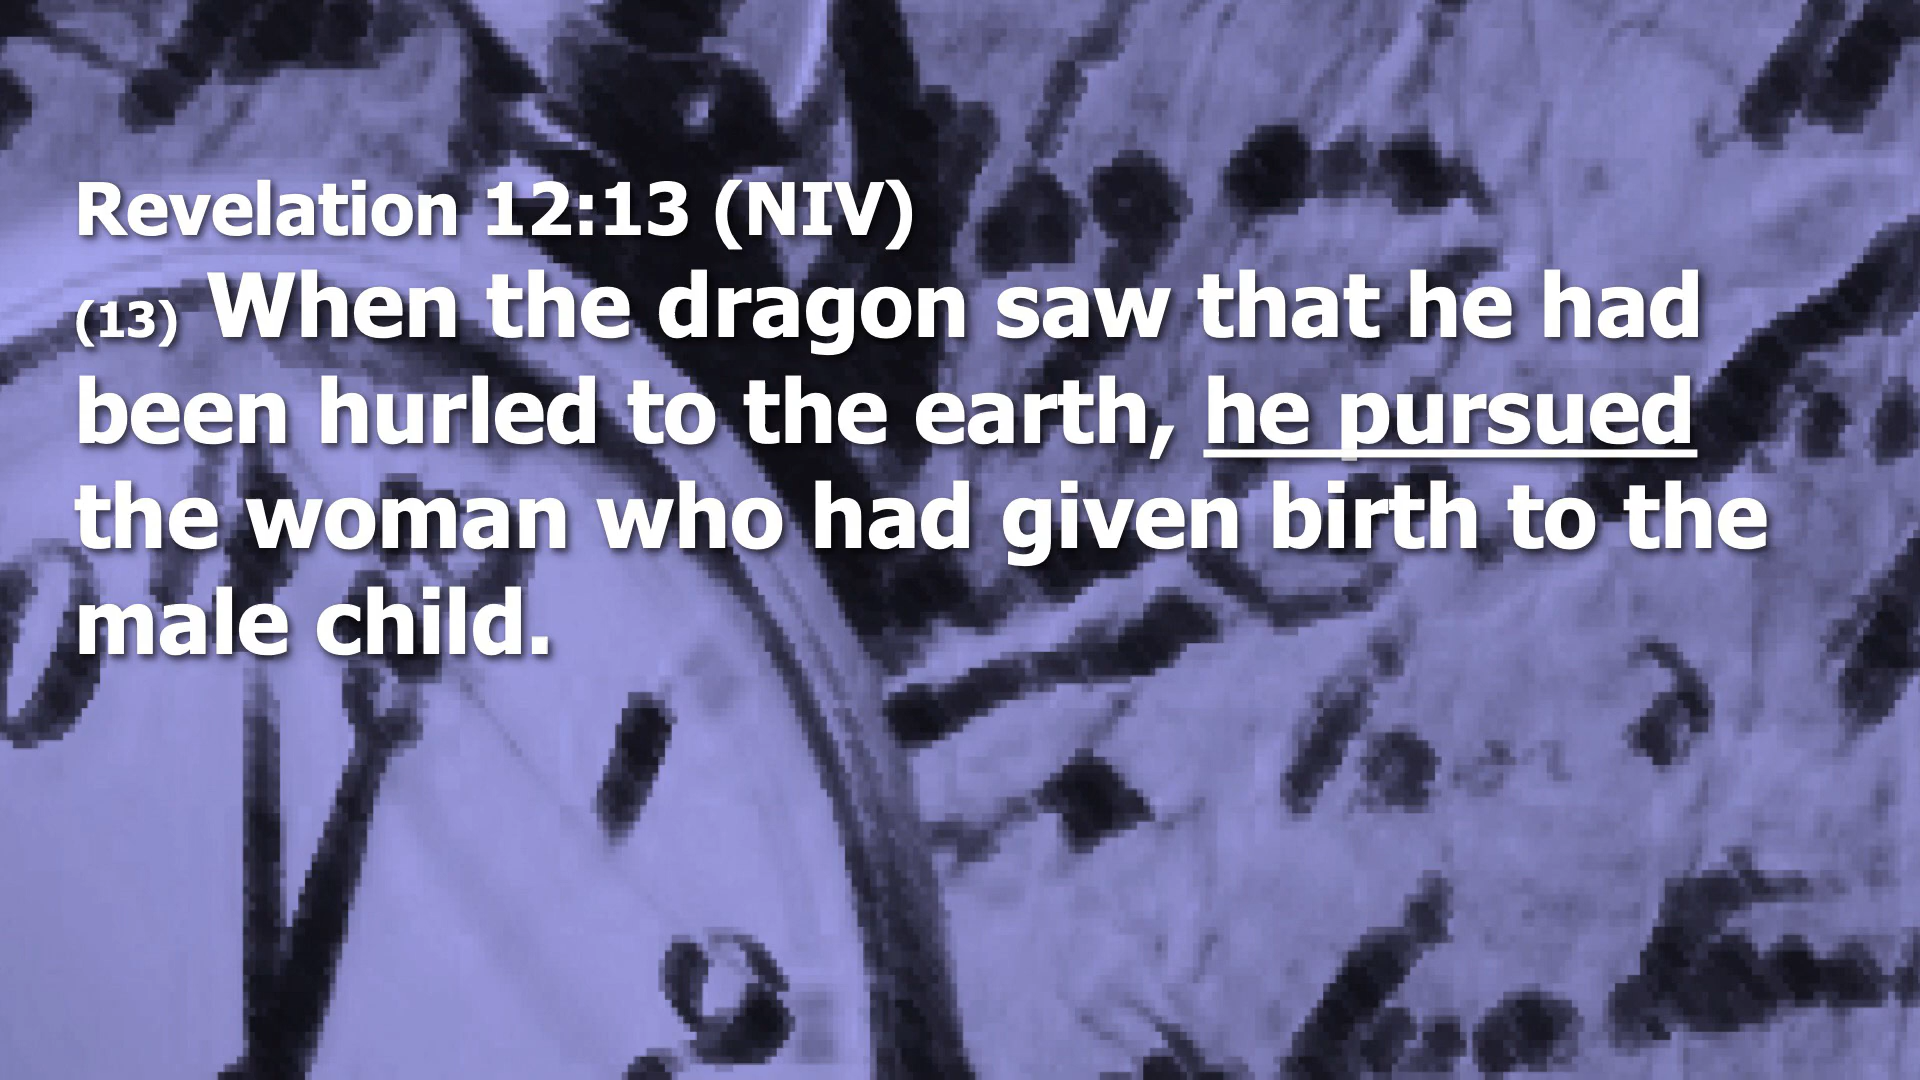 Revelation 12:13 (NIV)
(13) When the dragon saw that he had
been hurled to the earth, he pursued
the woman who had given birth to the
male child.